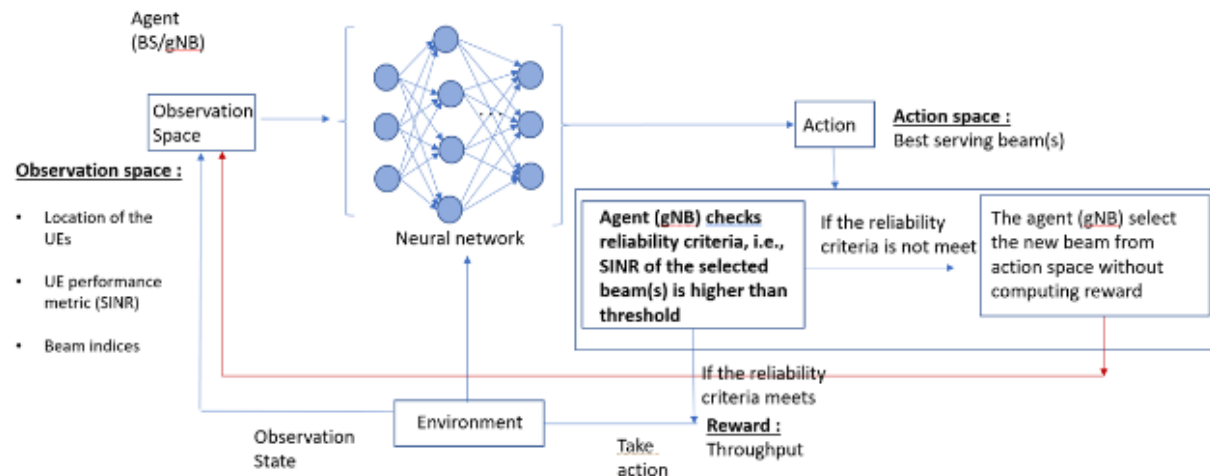 Agent
(BS/gNB)
Observation
Space
Observation space :
• Location of the
UEs
• UE performance
metric (SINR)
• Beam indices
...
Neural network
Action
Action space :
Best serving beam(s)
Agent (gNB) checks
reliability criteria, i.e.,
SINR of the selected
beam(s) is higher than
threshold
If the reliability
criteria is not meet
The agent (gNB) select
the new beam from
action space without
computing reward
If the reliability
criteria meets
Environment
Observation
State
Take
action
Reward :
Throughput